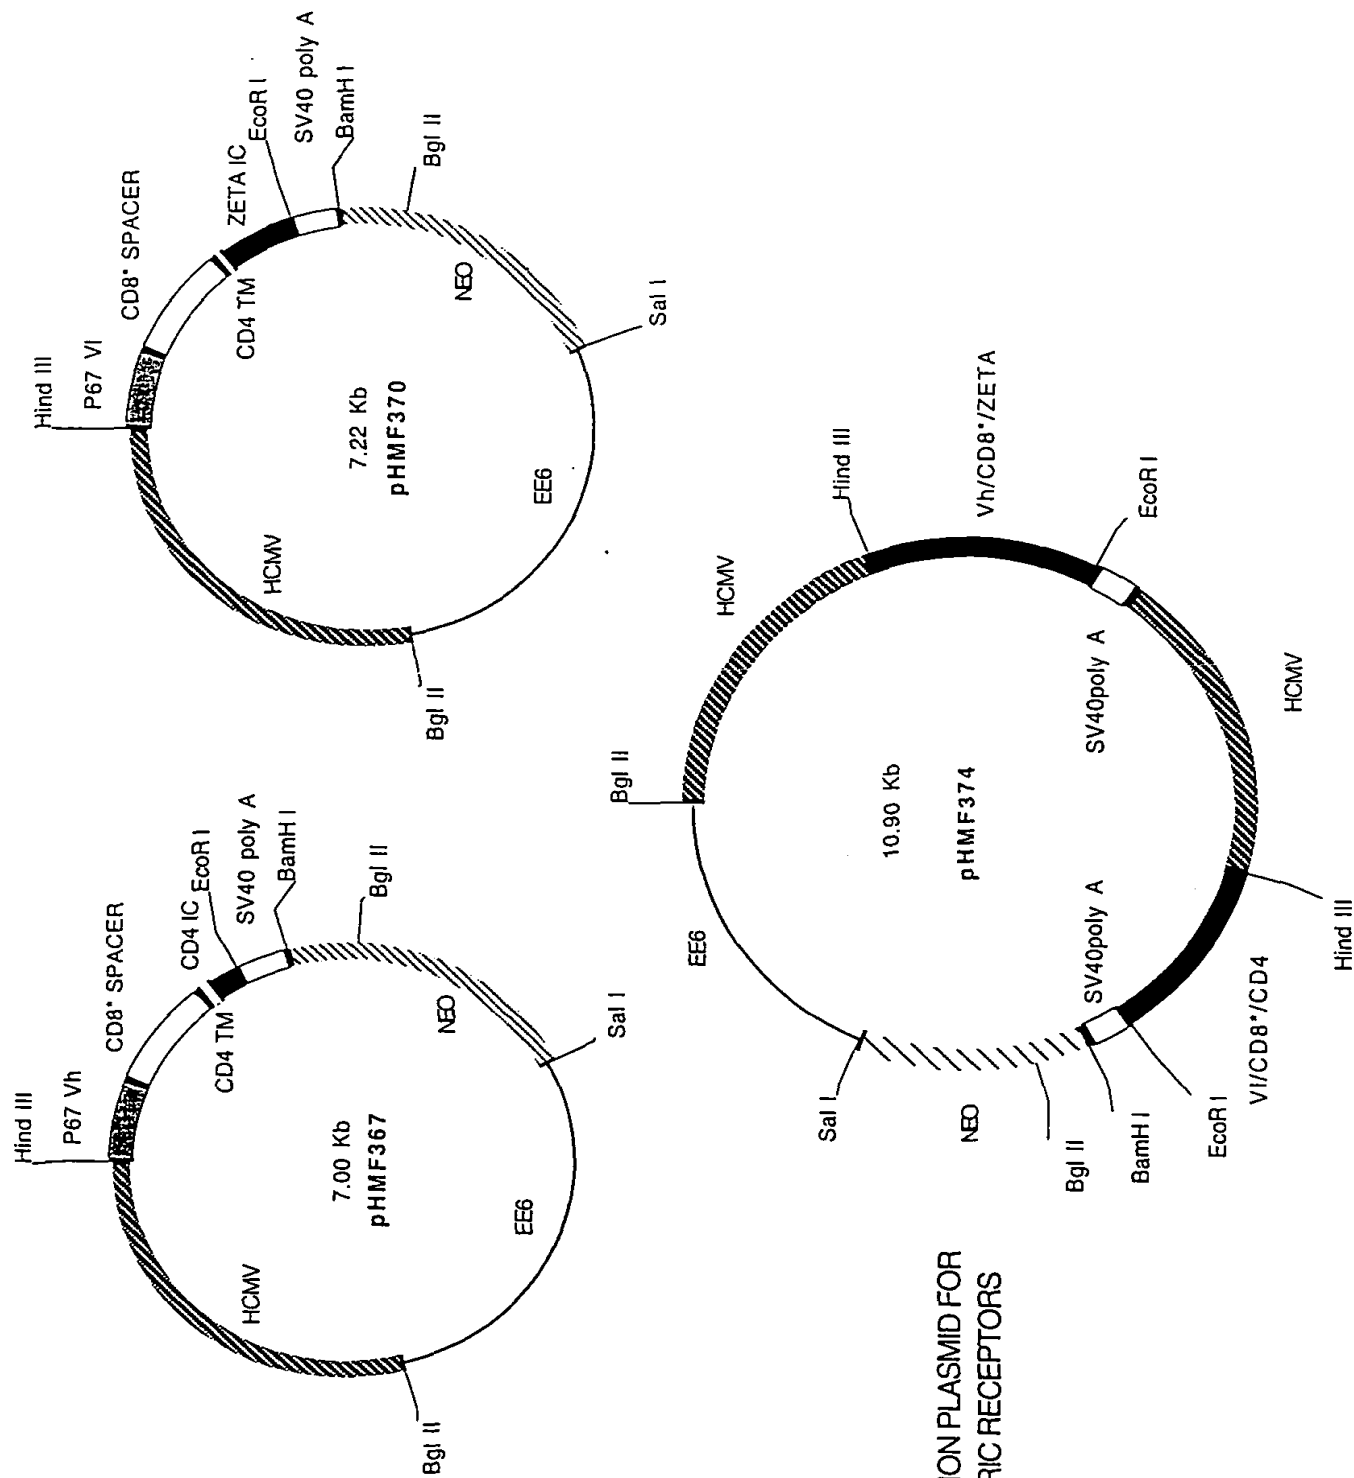 Hind III
P67 Vh
CD8* SPACER
CD4 IC
EcoR I
SV40 poly A
BamH I
CD4 TM
Bgl II
NEO
Sal I
7.00 Kb
pHMF367
EE6
HCMV
Bgl II
Hind III
P67 Vl
CD8* SPACER
ZETA IC
EcoR I
SV40 poly A
BamH I
CD4 TM
Bgl II
NEO
Sal I
7.22 Kb
pHMF370
EE6
HCMV
Bgl II
Bgl II
HCMV
Hind III
Vh/CD8*/ZETA
EcoR I
SV40poly A
HCMV
Hind III
Vl/CD8*/CD4
EcoR I
SV40poly A
BamH I
Bgl II
NEO
Sal I
EE6
10.90 Kb
pHMF374
ION PLASMID FOR
RIC RECEPTORS